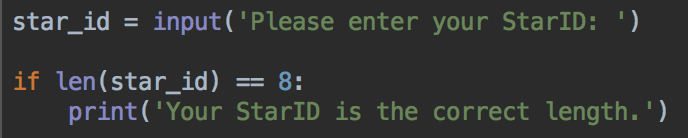 star_id = input('Please enter your StarID: ')
if len(star_id) == 8:
    print('Your StarID is the correct length.')